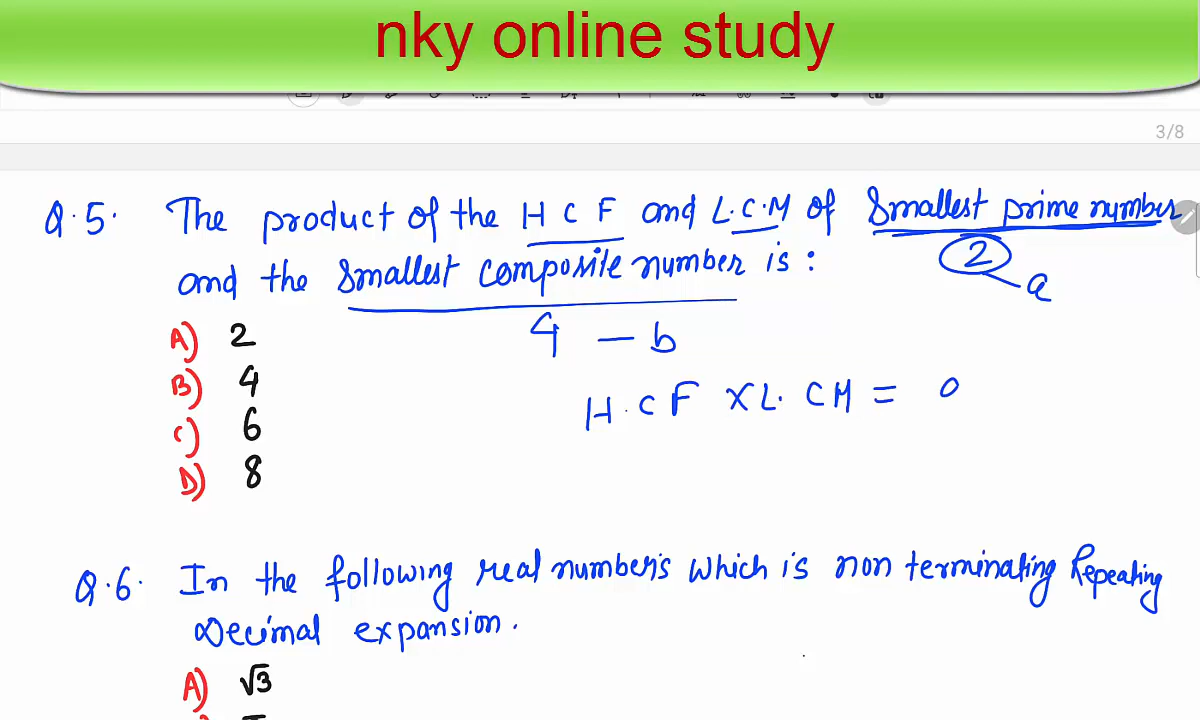 nky online study
3/8
Q.5. The product of the H C F and L.C.M of Smallest prime number
2
and the Smallest composite number is:
a
A) 2
4 – b
B) 4
H.C F X L. C M =
C) 6
D) 8
Q.6. In the following real numbers which is non terminating Repeating
Decimal expansion.
A) √3